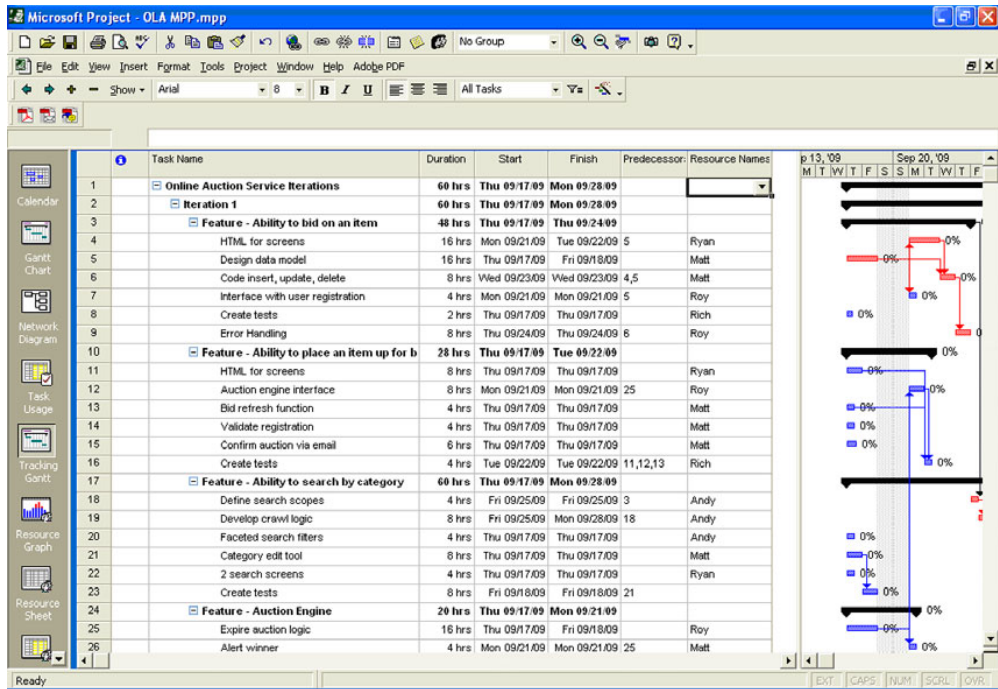 Microsoft Project - OLA MPP.mpp
No Group
File Edit View Insert Format Tools Project Window Help Adobe PDF
Show Arial 8 B I U All Tasks
Task Name Duration Start Finish Predecessor: Resource Names p 13, '09 Sep 20, '09
M T W T F S S M T W T F
1 Online Auction Service Iterations 60 hrs Thu 09/17/09 Mon 09/28/09
2 Iteration 1 60 hrs Thu 09/17/09 Mon 09/28/09
3 Feature - Ability to bid on an item 48 hrs Thu 09/17/09 Thu 09/24/09
4 HTML for screens 16 hrs Mon 09/21/09 Tue 09/22/09 5 Ryan 0%
5 Design data model 16 hrs Thu 09/17/09 Fri 09/18/09 Matt 0%
6 Code insert, update, delete 8 hrs Wed 09/23/09 Wed 09/23/09 4,5 Matt 0%
7 Interface with user registration 4 hrs Mon 09/21/09 Mon 09/21/09 5 Roy 0%
8 Create tests 2 hrs Thu 09/17/09 Thu 09/17/09 Rich 0%
9 Error Handling 8 hrs Thu 09/24/09 Thu 09/24/09 6 Roy 0
10 Feature - Ability to place an item up for b 28 hrs Thu 09/17/09 Tue 09/22/09 0%
11 HTML for screens 8 hrs Thu 09/17/09 Thu 09/17/09 Ryan 0%
12 Auction engine interface 8 hrs Mon 09/21/09 Mon 09/21/09 25 Roy 0%
13 Bid refresh function 4 hrs Thu 09/17/09 Thu 09/17/09 Matt 0%
14 Validate registration 4 hrs Thu 09/17/09 Thu 09/17/09 Matt 0%
15 Confirm auction via email 6 hrs Thu 09/17/09 Thu 09/17/09 Matt 0%
16 Create tests 4 hrs Tue 09/22/09 Tue 09/22/09 11,12,13 Rich 0%
17 Feature - Ability to search by category 60 hrs Thu 09/17/09 Mon 09/28/09
18 Define search scopes 4 hrs Fri 09/25/09 Fri 09/25/09 3 Andy
19 Develop crawl logic 8 hrs Fri 09/25/09 Mon 09/28/09 18 Andy
20 Faceted search filters 4 hrs Thu 09/17/09 Thu 09/17/09 Andy 0%
21 Category edit tool 8 hrs Thu 09/17/09 Thu 09/17/09 Matt 0%
22 2 search screens 4 hrs Thu 09/17/09 Thu 09/17/09 Ryan 0%
23 Create tests 8 hrs Fri 09/18/09 Fri 09/18/09 21 0%
24 Feature - Auction Engine 20 hrs Thu 09/17/09 Mon 09/21/09 0%
25 Expire auction logic 16 hrs Thu 09/17/09 Fri 09/18/09 Roy 0%
26 Alert winner 4 hrs Mon 09/21/09 Mon 09/21/09 25 Matt 0%
Calendar
Gantt
Chart
Network
Diagram
Task
Usage
Tracking
Gantt
Resource
Graph
Resource
Sheet
Ready EXT CAPS NUM SCRL OVR